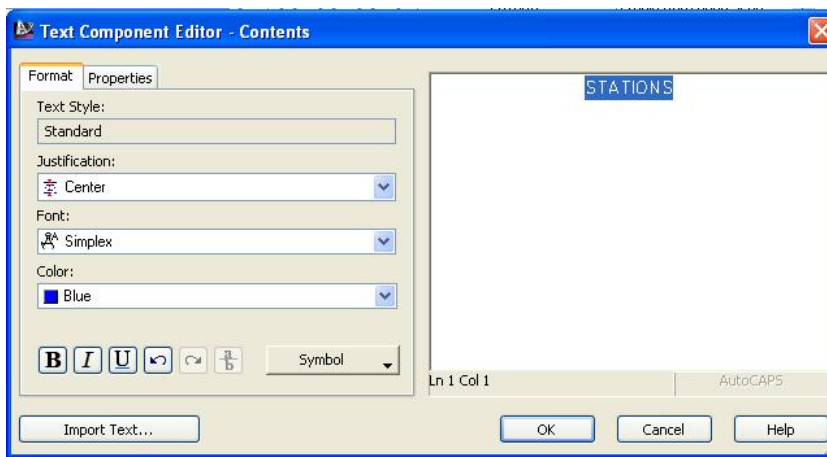 Text Component Editor - Contents
Format Properties
Text Style:
Standard
Justification:
Center
Font:
Simplex
Color:
Blue
B I U a/b Symbol
Import Text...
STATIONS
Ln 1 Col 1 AutoCAPS
OK Cancel Help